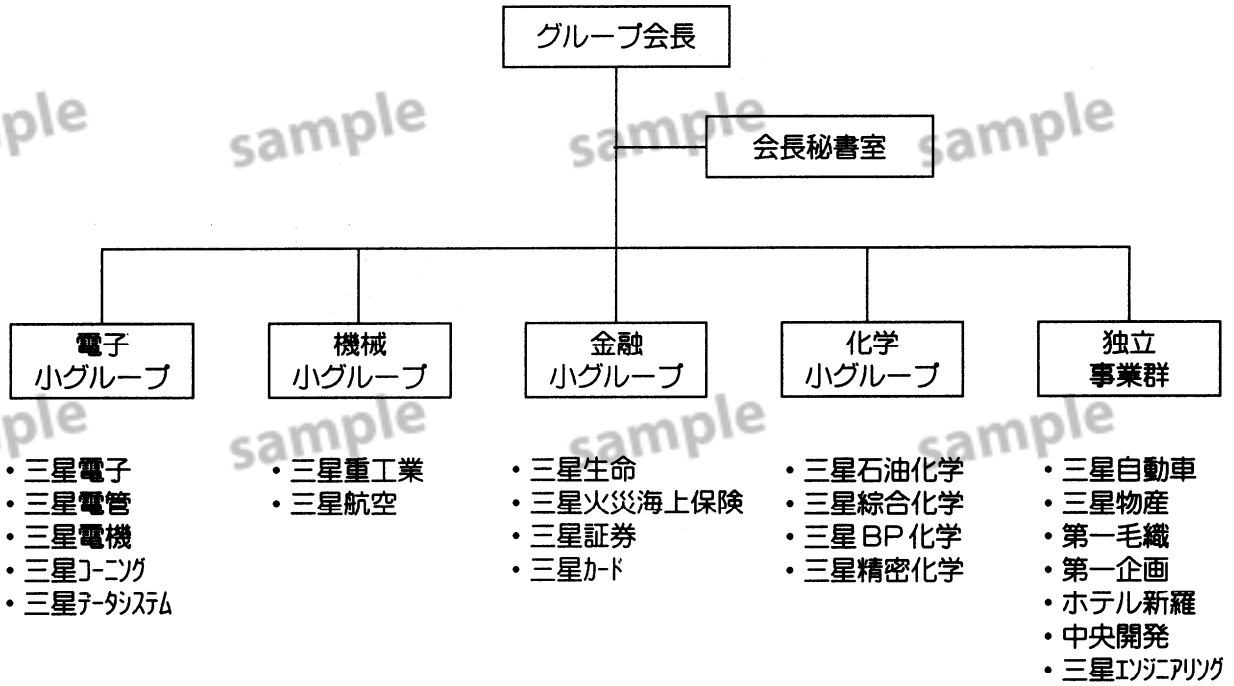 グループ会長
会長秘書室
電子
小グループ
機械
小グループ
金融
小グループ
化学
小グループ
独立
事業群
・三星電子
・三星電管
・三星電機
・三星コーニング
・三星データシステム
・三星重工業
・三星航空
・三星生命
・三星火災海上保険
・三星証券
・三星カード
・三星石油化学
・三星綜合化学
・三星BP化学
・三星精密化学
・三星自動車
・三星物産
・第一毛織
・第一企画
・ホテル新羅
・中央開発
・三星エンジニアリング
sample
sample
sample
sample
sample
sample
sample
sample